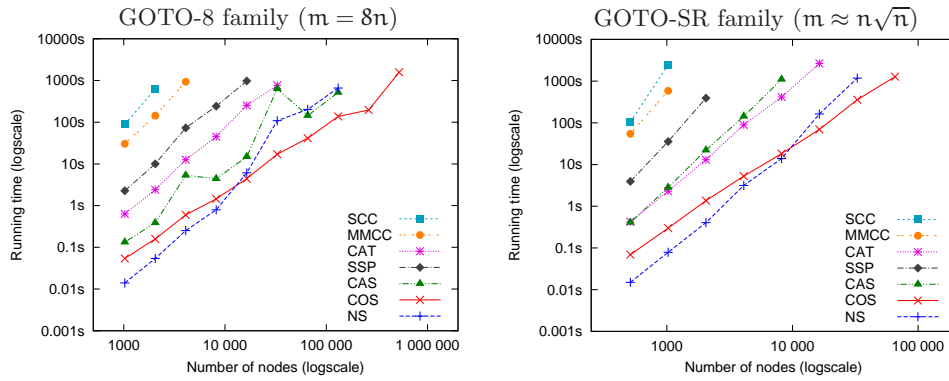 GOTO-8 family (m = 8n)
Running time (logscale)
10000s
1000s
100s
10s
1s
0.1s
0.01s
0.001s
SCC
MMCC
CAT
SSP
CAS
COS
NS
1000
10 000
100 000
1 000 000
Number of nodes (logscale)
GOTO-SR family (m ≈ n√n)
Running time (logscale)
10000s
1000s
100s
10s
1s
0.1s
0.01s
0.001s
SCC
MMCC
CAT
SSP
CAS
COS
NS
1000
10 000
100 000
Number of nodes (logscale)